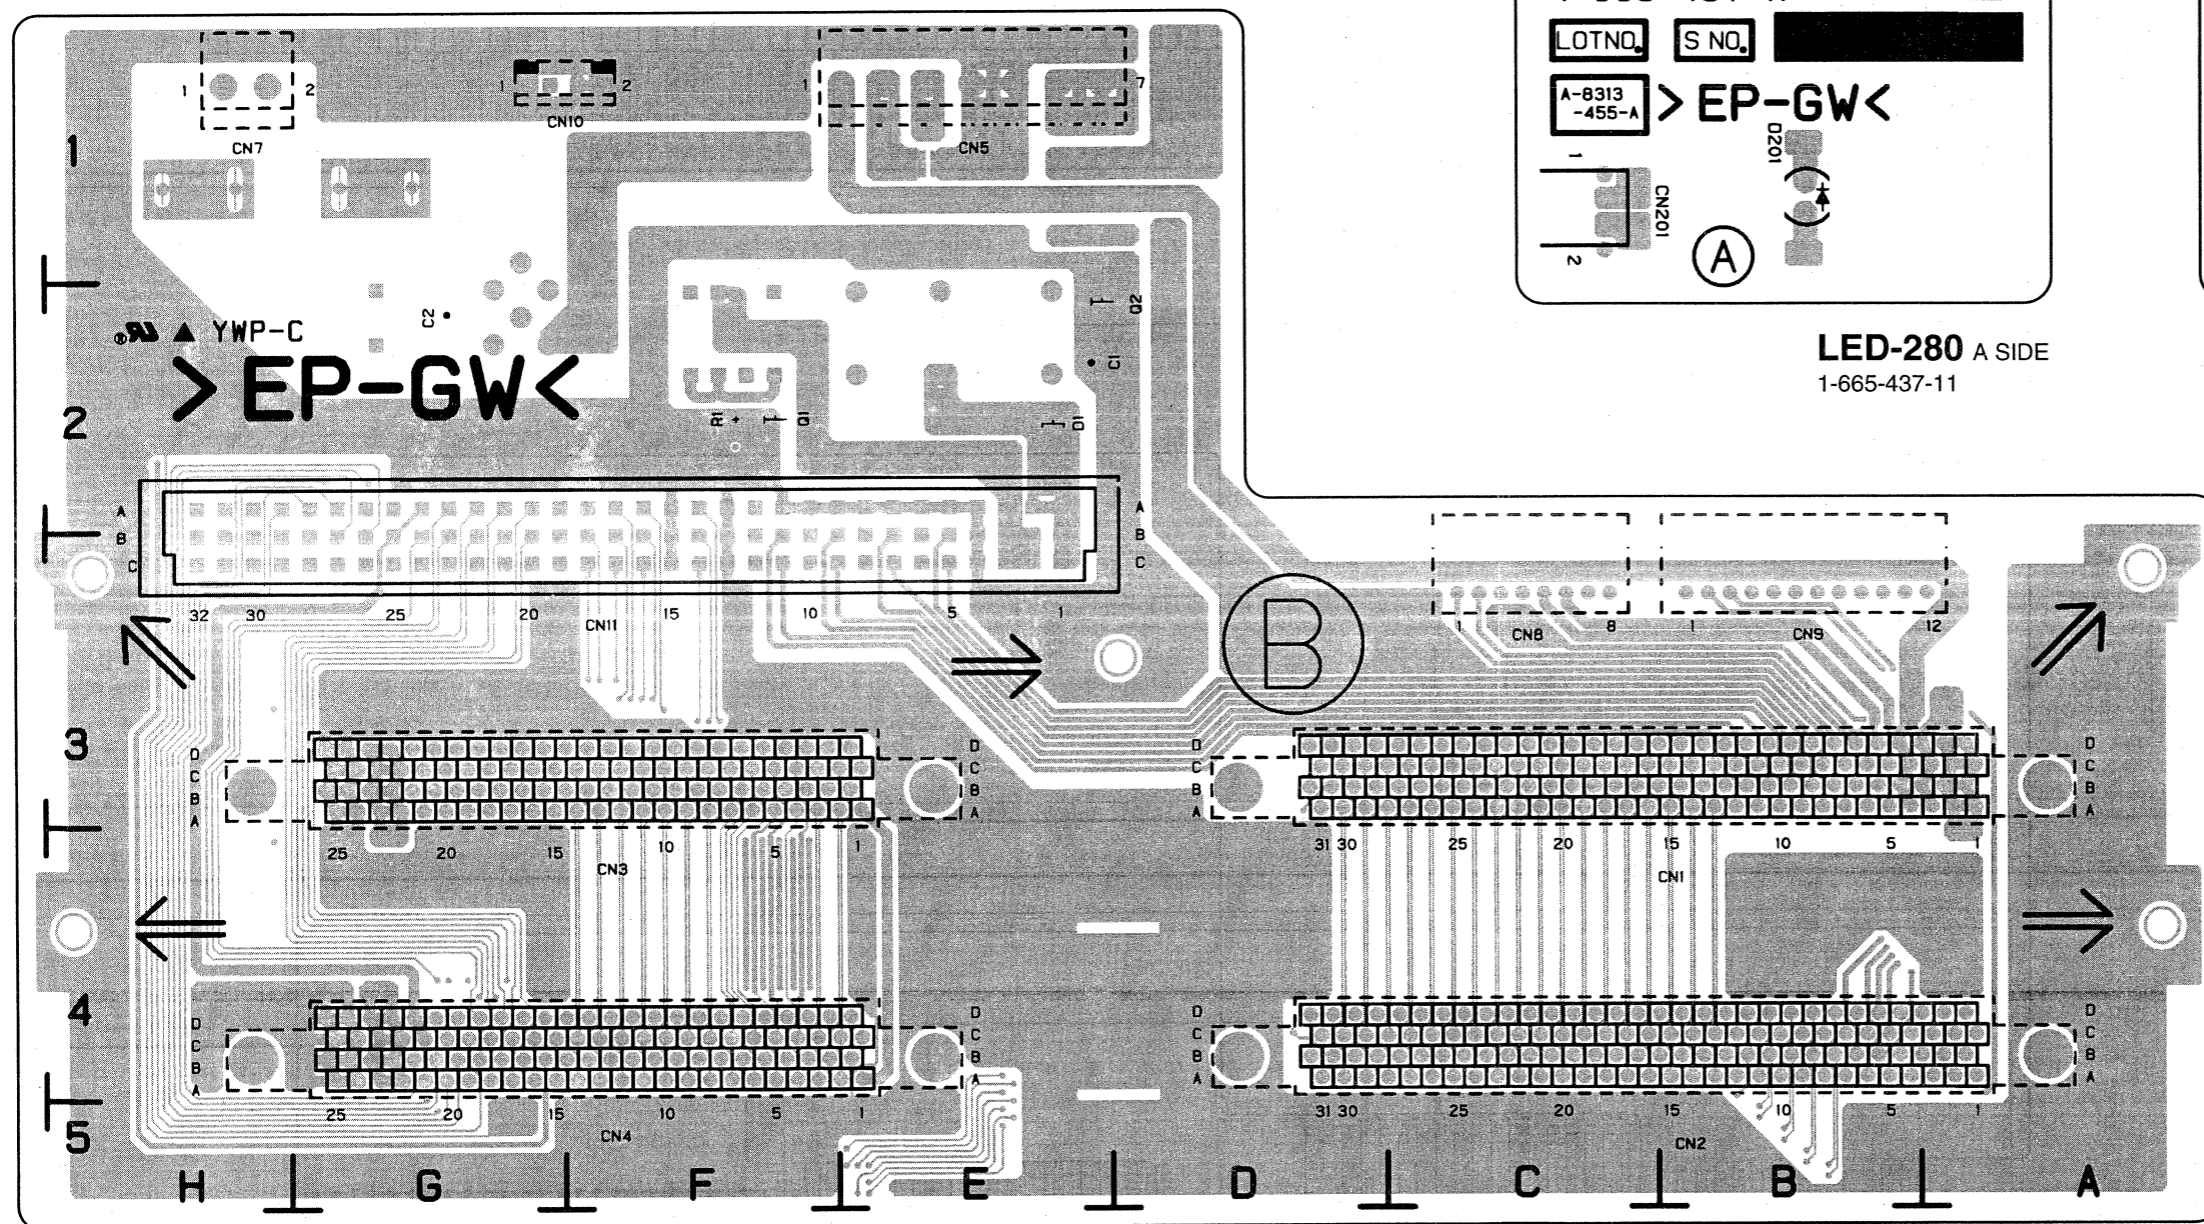 LOTNO.
S NO.
A-8313
-455-A
>EP-GW<
D201
1
CN201
2
A
LED-280 A SIDE
1-665-437-11
1
2
CN7
1
2
CN10
1
7
CN5
1
C2
Q2
C1
YWP-C
>EP-GW<
2
R1 +
Q1
D1
A
B
C
A
B
C
32
30
25
20
CN11
15
10
5
1
B
1
CN8
8
1
CN9
12
3
D
C
B
A
D
C
B
A
D
C
B
A
D
C
B
A
25
20
15
10
5
1
CN3
31 30
25
20
15
10
5
1
CN1
4
D
C
B
A
D
C
B
A
D
C
B
A
D
C
B
A
25
20
15
10
5
1
CN4
31 30
25
20
15
10
5
1
CN2
5
H
G
F
E
D
C
B
A